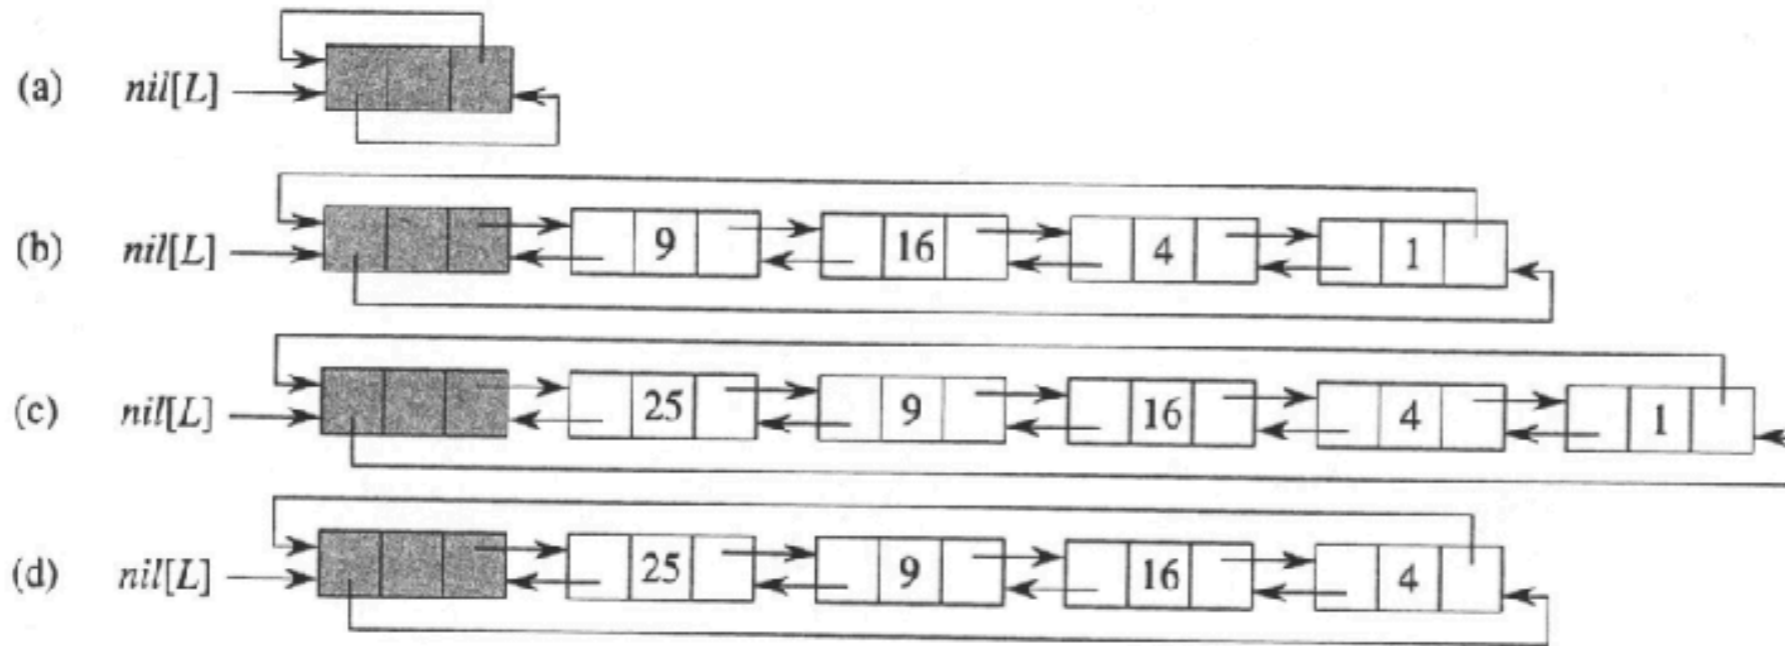 (a) nil[L]
(b) nil[L] 9 16 4 1
(c) nil[L] 25 9 16 4 1
(d) nil[L] 25 9 16 4